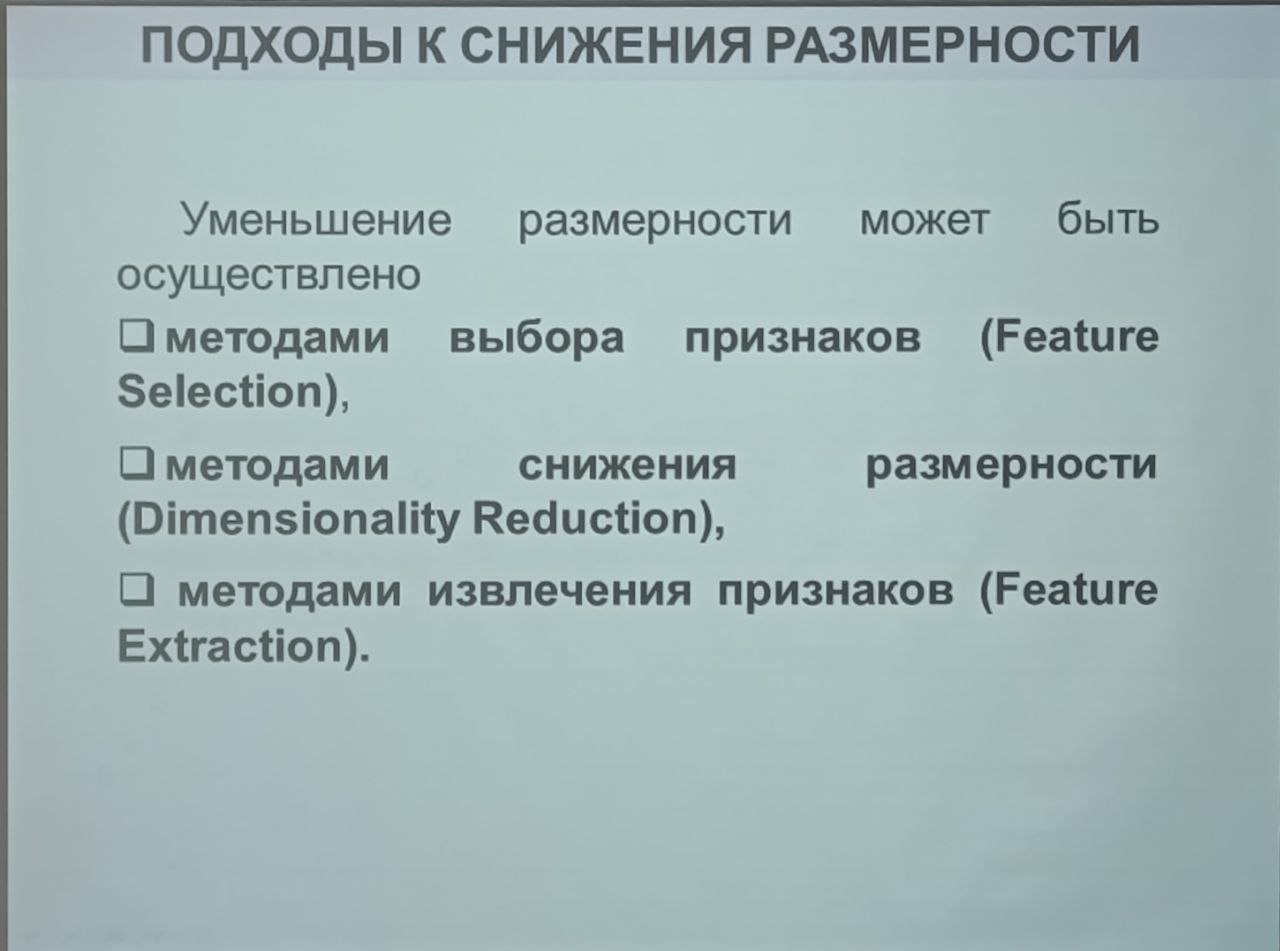 ПОДХОДЫ К СНИЖЕНИЯ РАЗМЕРНОСТИ
Уменьшение размерности может быть
осуществлено
❑ методами выбора признаков (Feature
Selection),
❑ методами снижения размерности
(Dimensionality Reduction),
❑ методами извлечения признаков (Feature
Extraction).